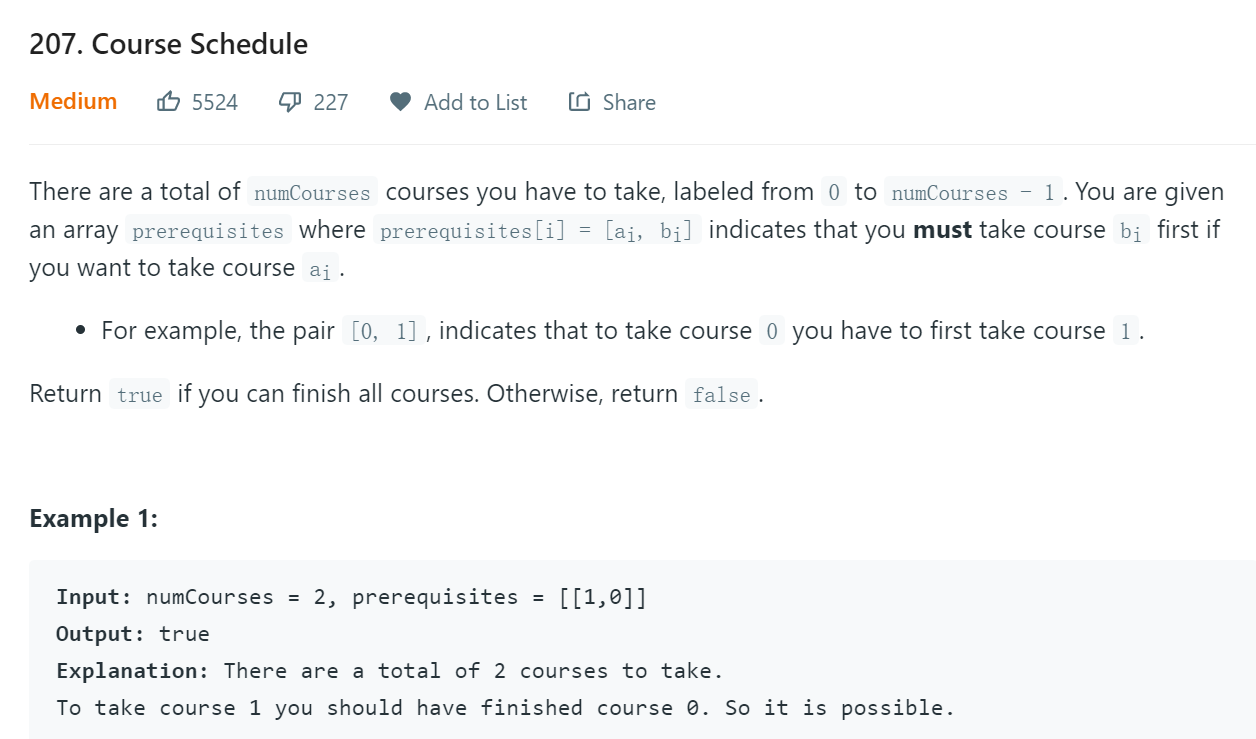 207. Course Schedule
Medium 5524 227 Add to List Share
There are a total of numCourses courses you have to take, labeled from 0 to numCourses - 1. You are given
an array prerequisites where prerequisites[i] = [ai, bi] indicates that you must take course bi first if
you want to take course ai.
• For example, the pair [0, 1], indicates that to take course 0 you have to first take course 1.
Return true if you can finish all courses. Otherwise, return false.
Example 1:
Input: numCourses = 2, prerequisites = [[1,0]]
Output: true
Explanation: There are a total of 2 courses to take.
To take course 1 you should have finished course 0. So it is possible.